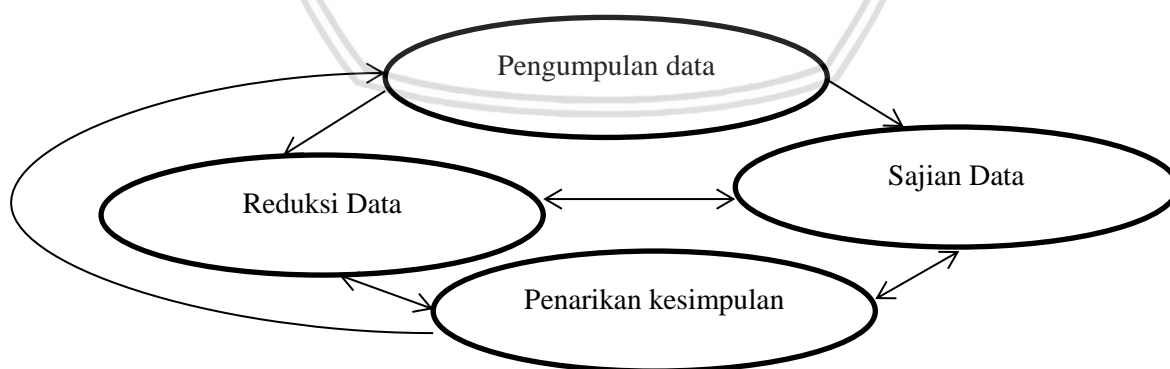 Pengumpulan data
Sajian Data
Reduksi Data
Penarikan kesimpulan